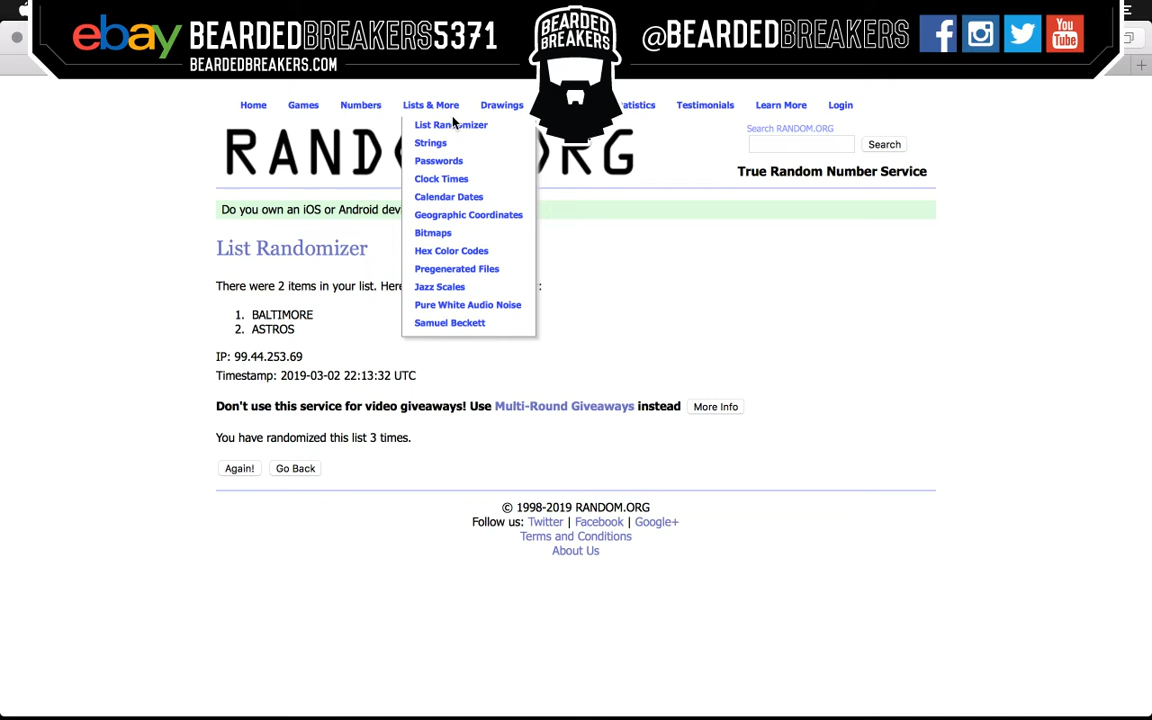 ebay BEARDEDBREAKERS5371
BEARDEDBREAKERS.COM
BEARDED
BREAKERS
@BEARDEDBREAKERS
You
Tube
Home Games Numbers Lists & More Drawings tatistics Testimonials Learn More Login
Search RANDOM.ORG
Search
True Random Number Service
List Randomizer
Strings
Passwords
Clock Times
Calendar Dates
Geographic Coordinates
Bitmaps
Hex Color Codes
Pregenerated Files
Jazz Scales
Pure White Audio Noise
Samuel Beckett
Do you own an iOS or Android dev
List Randomizer
There were 2 items in your list. Here :
1. BALTIMORE
2. ASTROS
IP: 99.44.253.69
Timestamp: 2019-03-02 22:13:32 UTC
Don't use this service for video giveaways! Use Multi-Round Giveaways instead More Info
You have randomized this list 3 times.
Again! Go Back
© 1998-2019 RANDOM.ORG
Follow us: Twitter | Facebook | Google+
Terms and Conditions
About Us